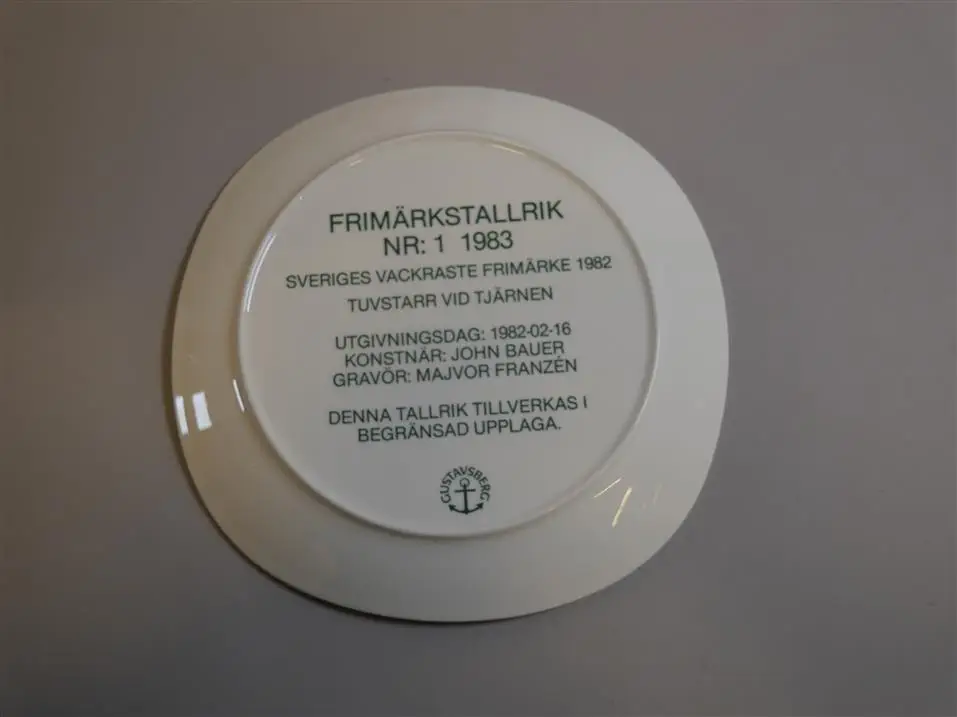 FRIMÄRKSTALLRIK
NR: 1 1983
SVERIGES VACKRASTE FRIMÄRKE 1982
TUVSTARR VID TJÄRNEN
UTGIVNINGSDAG: 1982-02-16
KONSTNÄR: JOHN BAUER
GRAVÖR: MAJVOR FRANZÉN
DENNA TALLRIK TILLVERKAS I
BEGRÄNSAD UPPLAGA.
GUSTAVSBERG